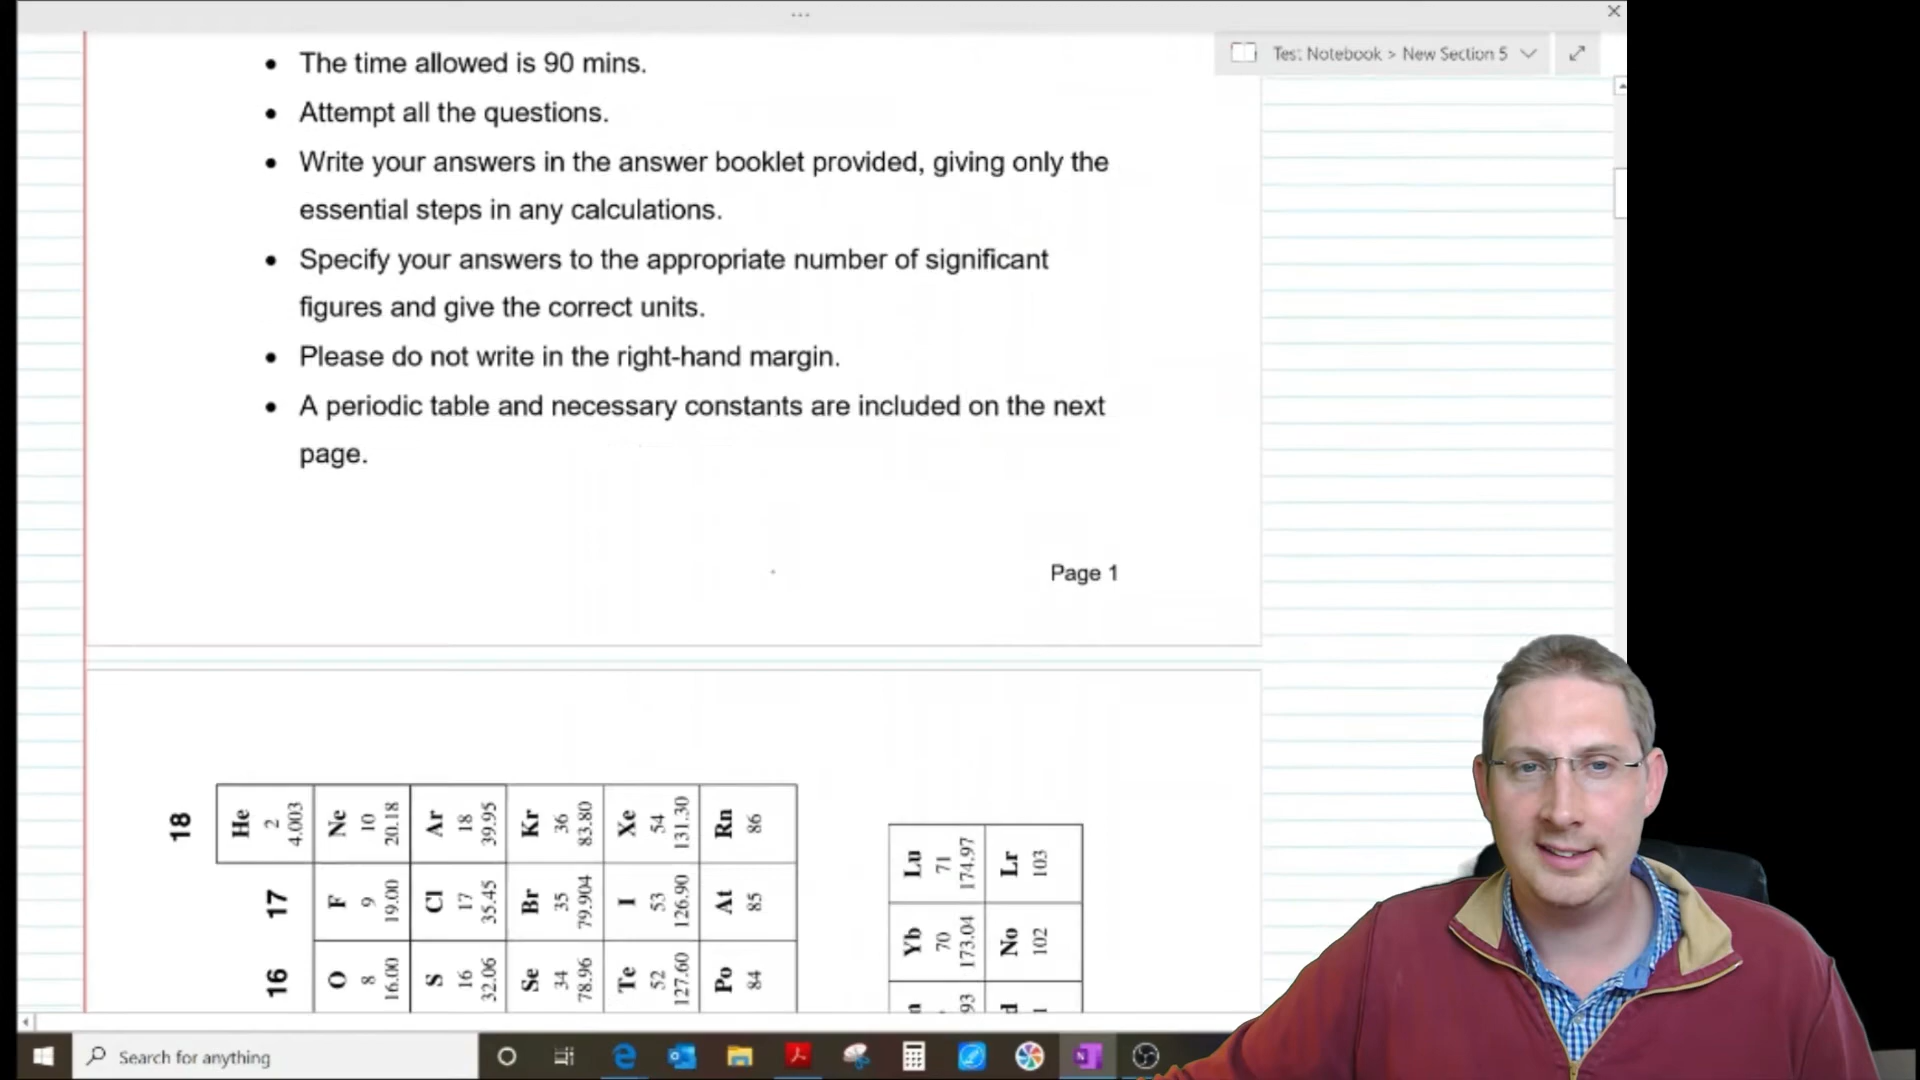 ...
Test Notebook > New Section 5
• The time allowed is 90 mins.
• Attempt all the questions.
• Write your answers in the answer booklet provided, giving only the
essential steps in any calculations.
• Specify your answers to the appropriate number of significant
figures and give the correct units.
• Please do not write in the right-hand margin.
• A periodic table and necessary constants are included on the next
page.
Page 1
18
He 2 4.003
Ne 10 20.18
Ar 18 39.95
Kr 36 83.80
Xe 54 131.30
Rn 86
17
F 9 19.00
Cl 17 35.45
Br 35 79.904
I 53 126.90
At 85
16
O 8 16.00
S 16 32.06
Se 34 78.96
Te 52 127.60
Po 84
Lu 71 174.97
Lr 103
Yb 70 173.04
No 102
Search for anything